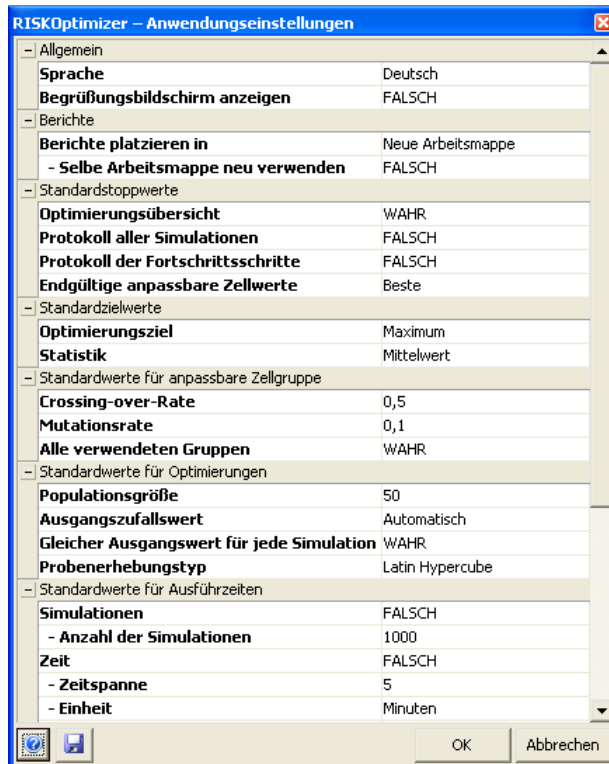 RISKOptimizer – Anwendungseinstellungen
Allgemein
Sprache Deutsch
Begrüßungsbildschirm anzeigen FALSCH
Berichte
Berichte platzieren in Neue Arbeitsmappe
- Selbe Arbeitsmappe neu verwenden FALSCH
Standardstoppwerte
Optimierungsübersicht WAHR
Protokoll aller Simulationen FALSCH
Protokoll der Fortschrittsschritte FALSCH
Endgültige anpassbare Zellwerte Beste
Standardzielwerte
Optimierungsziel Maximum
Statistik Mittelwert
Standardwerte für anpassbare Zellgruppe
Crossing-over-Rate 0,5
Mutationsrate 0,1
Alle verwendeten Gruppen WAHR
Standardwerte für Optimierungen
Populationsgröße 50
Ausgangszufallswert Automatisch
Gleicher Ausgangswert für jede Simulation WAHR
Probenerhebungstyp Latin Hypercube
Standardwerte für Ausführzeiten
Simulationen FALSCH
- Anzahl der Simulationen 1000
Zeit FALSCH
- Zeitspanne 5
- Einheit Minuten
OK Abbrechen